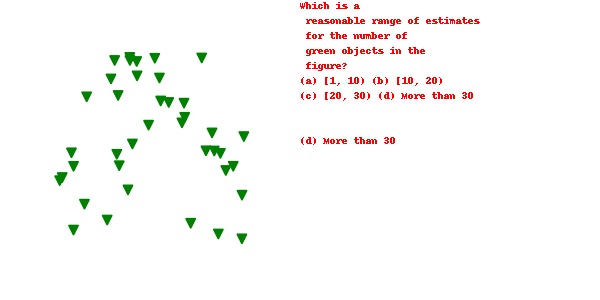 Which is a
reasonable range of estimates
for the number of
green objects in the
figure?
(a) [1, 10) (b) [10, 20)
(c) [20, 30) (d) More than 30
(d) More than 30